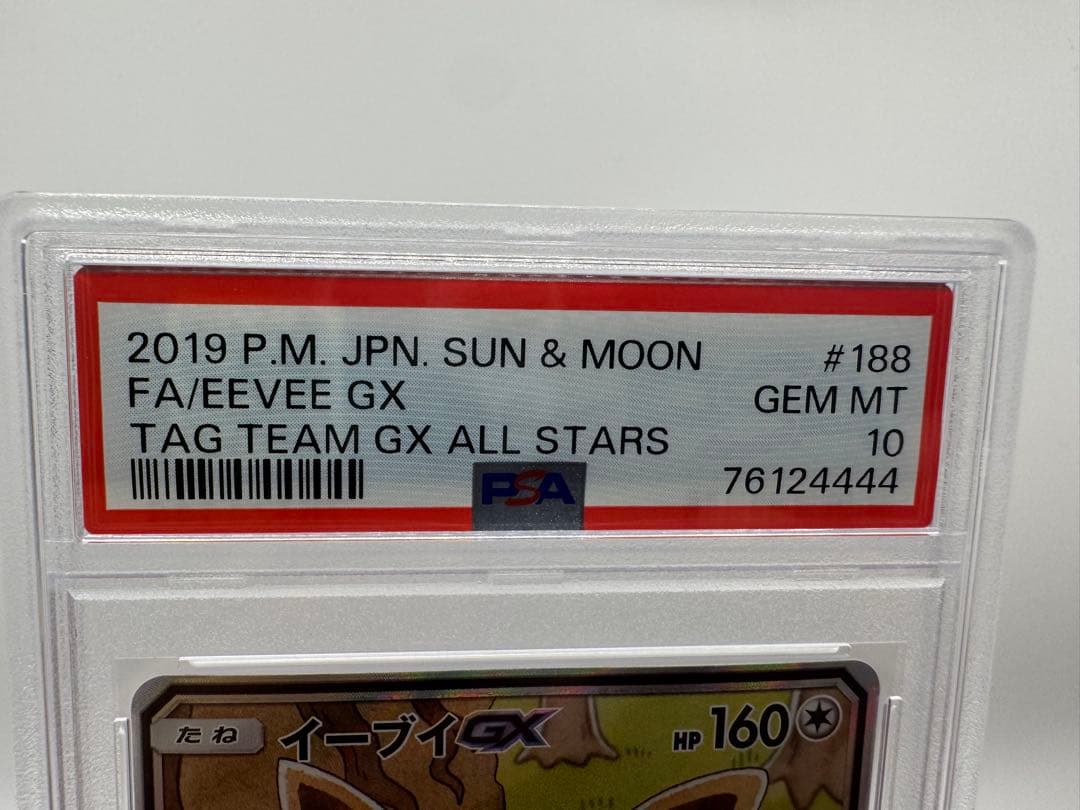 2019 P.M. JPN. SUN & MOON #188
FA/EEVEE GX GEM MT
TAG TEAM GX ALL STARS 10
PSA 76124444
たね イーブイGX HP 160